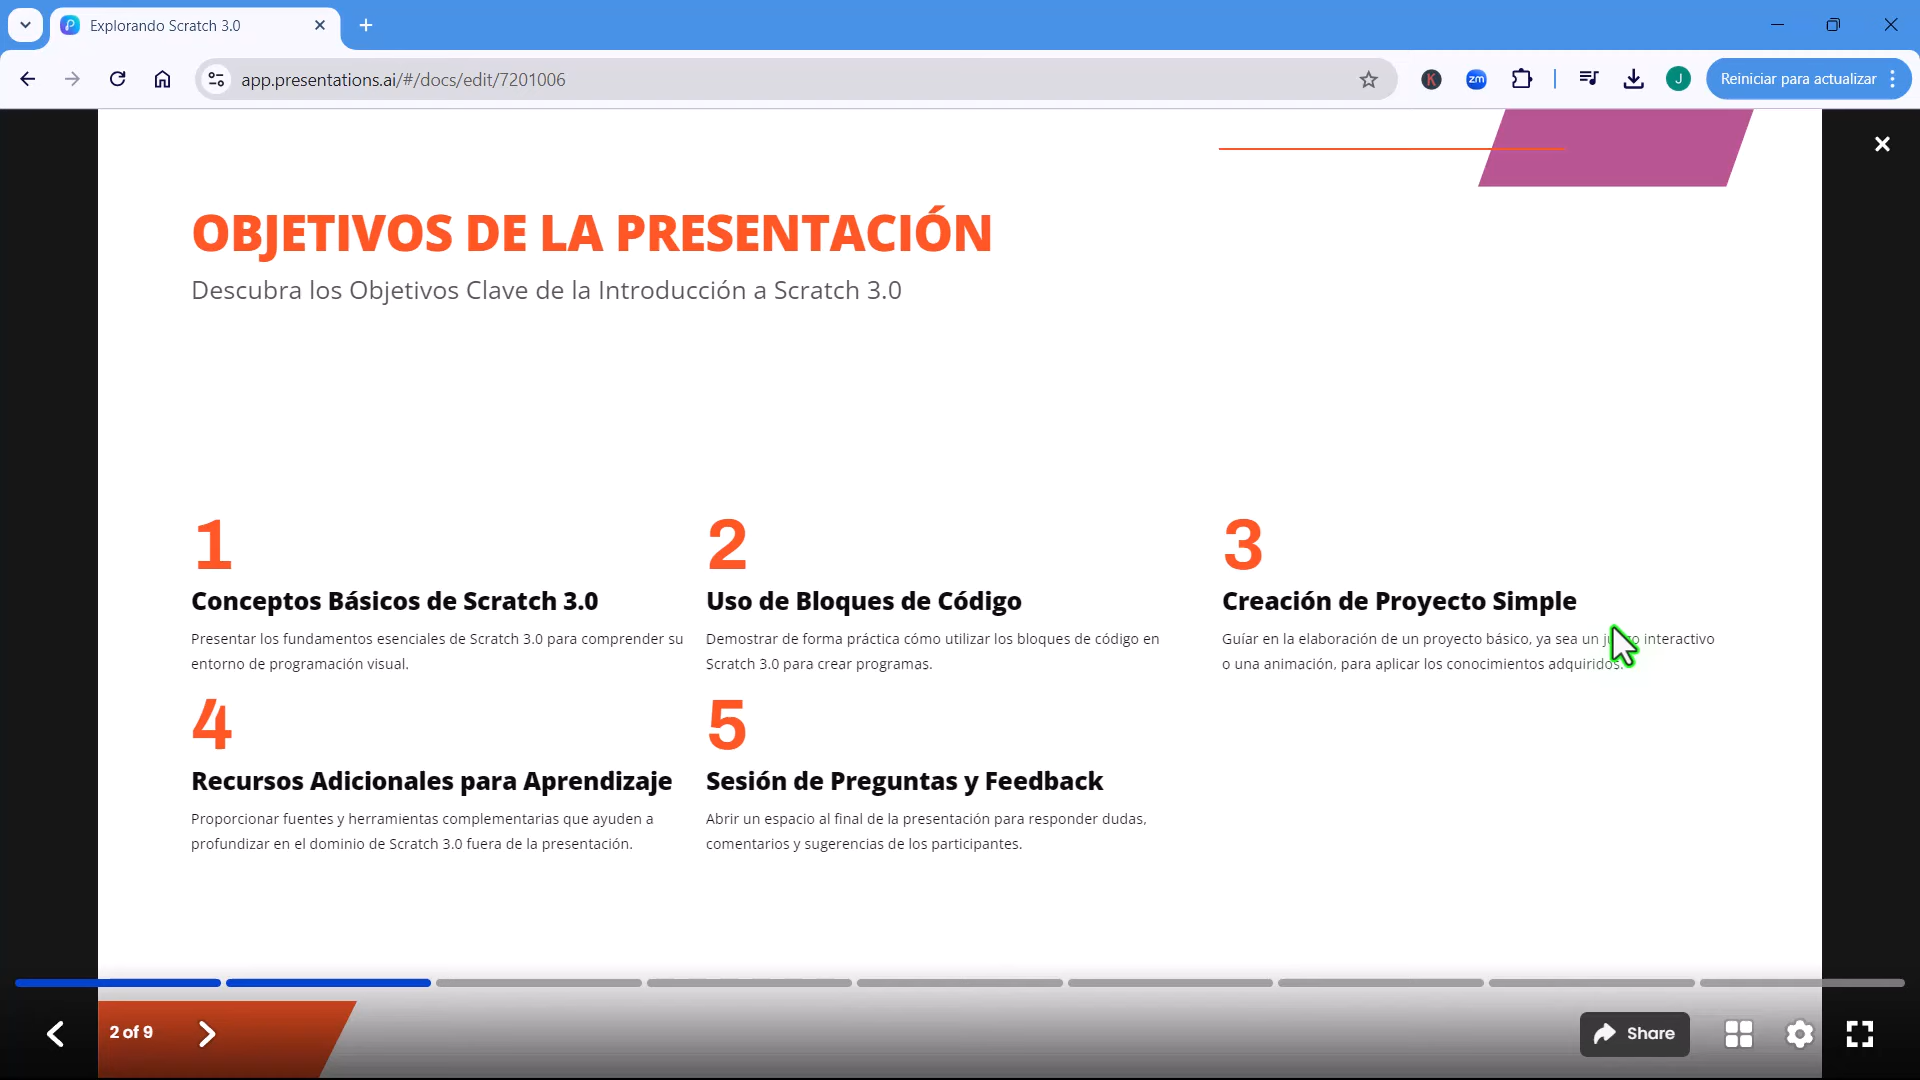 Explorando Scratch 3.0
app.presentations.ai/#/docs/edit/7201006
K
zm
J
Reiniciar para actualizar
OBJETIVOS DE LA PRESENTACIÓN
Descubra los Objetivos Clave de la Introducción a Scratch 3.0
1
Conceptos Básicos de Scratch 3.0
Presentar los fundamentos esenciales de Scratch 3.0 para comprender su
entorno de programación visual.
2
Uso de Bloques de Código
Demostrar de forma práctica cómo utilizar los bloques de código en
Scratch 3.0 para crear programas.
3
Creación de Proyecto Simple
Guíar en la elaboración de un proyecto básico, ya sea un juego interactivo
o una animación, para aplicar los conocimientos adquiridos.
4
Recursos Adicionales para Aprendizaje
Proporcionar fuentes y herramientas complementarias que ayuden a
profundizar en el dominio de Scratch 3.0 fuera de la presentación.
5
Sesión de Preguntas y Feedback
Abrir un espacio al final de la presentación para responder dudas,
comentarios y sugerencias de los participantes.
2 of 9
Share